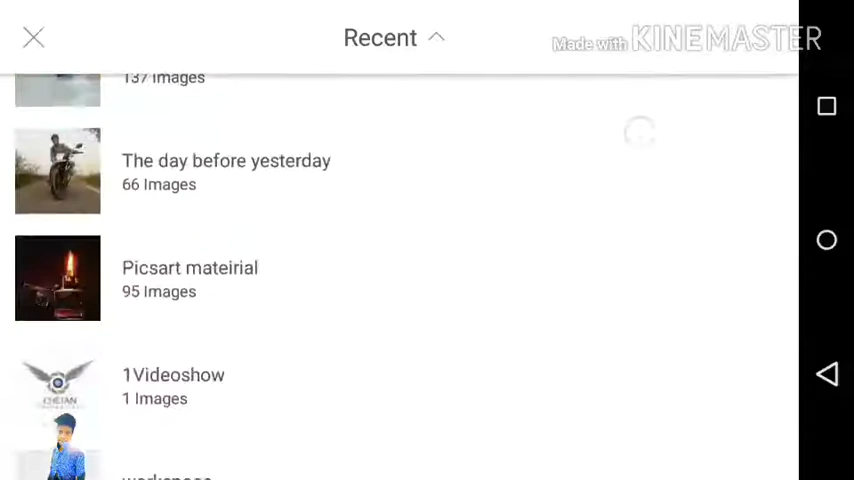 Recent
Made with KINEMASTER
137 Images
The day before yesterday
66 Images
Picsart mateirial
95 Images
1Videoshow
1 Images